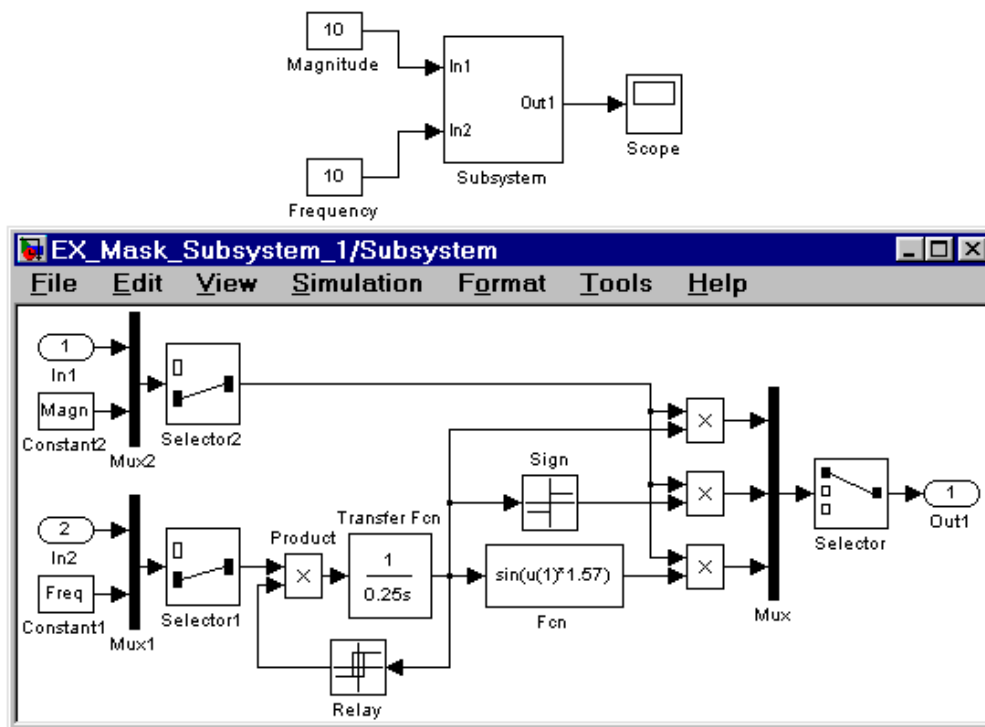 10
Magnitude
In1
Out1
In2
Subsystem
Scope
10
Frequency
EX_Mask_Subsystem_1/Subsystem
File Edit View Simulation Format Tools Help
1
In1
Magn
Constant2
Mux2
Selector2
2
In2
Freq
Constant1
Mux1
Selector1
Product
×
Transfer Fcn
1
0.25s
Relay
Sign
sin(u(1)*1.57)
Fcn
×
×
×
Mux
Selector
1
Out1